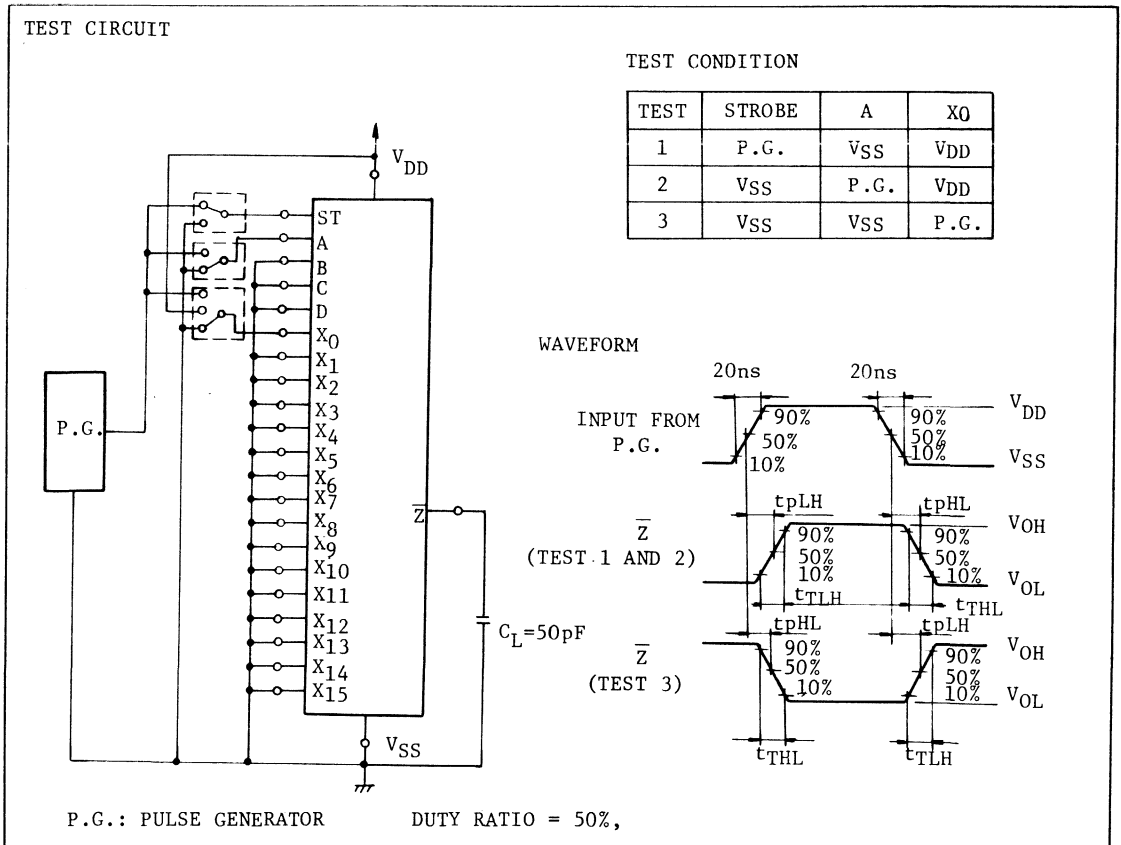 TEST CIRCUIT
TEST CONDITION
TEST STROBE A X0
1 P.G. VSS VDD
2 VSS P.G. VDD
3 VSS VSS P.G.
VDD
ST
A
B
C
D
X0
X1
X2
X3
X4
X5
X6
X7
X8
X9
X10
X11
X12
X13
X14
X15
Z̅
P.G.
CL=50pF
VSS
WAVEFORM
20ns 20ns
INPUT FROM
P.G.
90%
50%
10%
90%
50%
10%
VDD
VSS
tpLH tpHL
Z̅
(TEST 1 AND 2)
90%
50%
10%
90%
50%
10%
VOH
VOL
tTLH tTHL
tpHL tpLH
Z̅
(TEST 3)
90%
50%
10%
90%
50%
10%
VOH
VOL
tTHL tTLH
P.G.: PULSE GENERATOR DUTY RATIO = 50%,